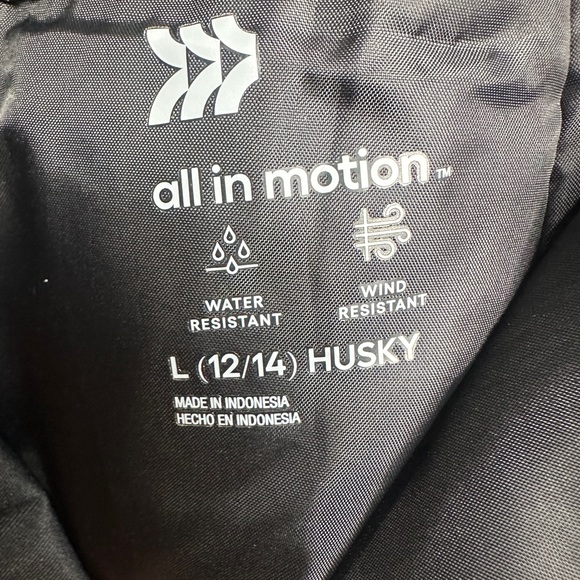 all in motion™
WATER
RESISTANT
WIND
RESISTANT
L (12/14) HUSKY
MADE IN INDONESIA
HECHO EN INDONESIA